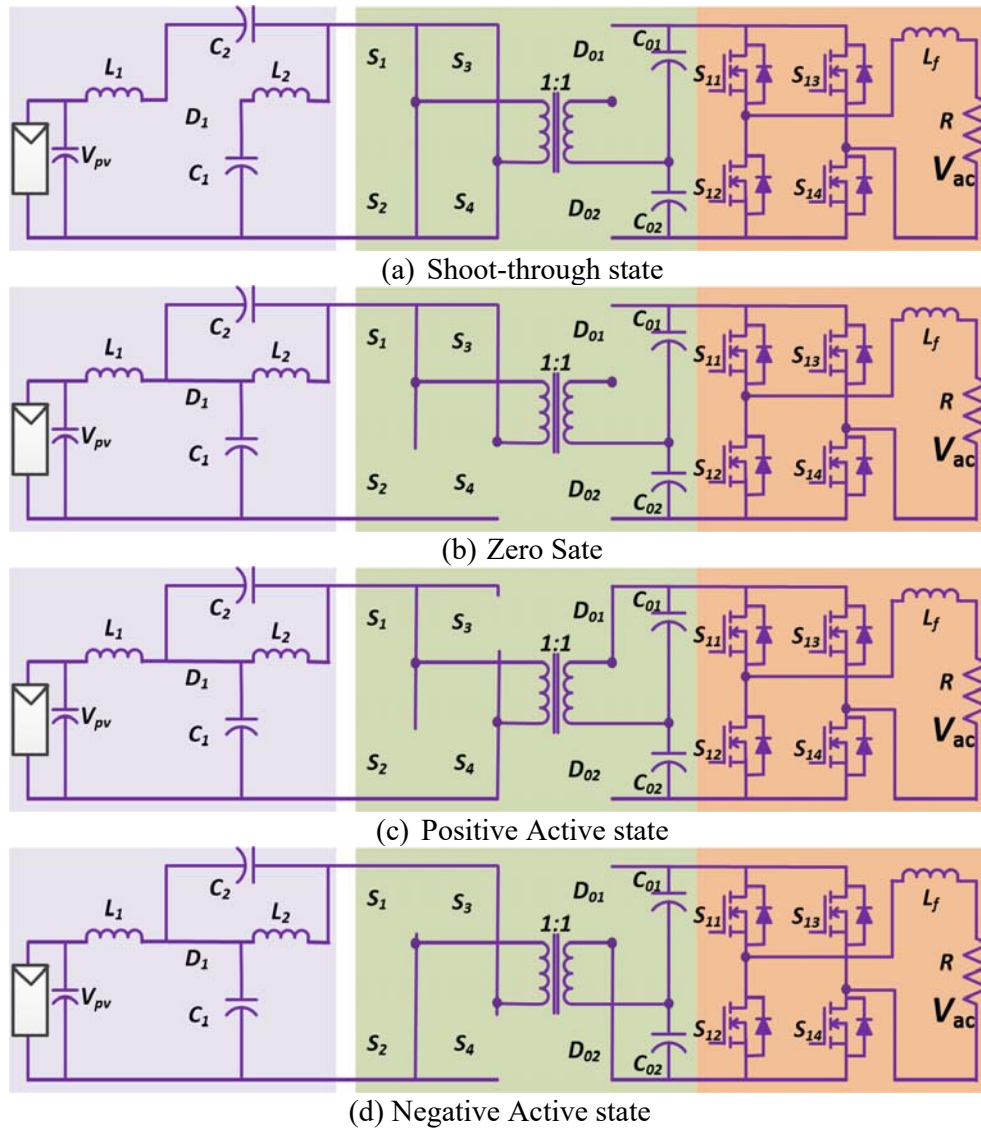 C2
L1
L2
D1
C1
Vpv
S1
S3
S2
S4
1:1
D01
D02
C01
C02
S11
S13
S12
S14
Lf
R
Vac
(a) Shoot-through state
C2
L1
L2
D1
C1
Vpv
S1
S3
S2
S4
1:1
D01
D02
C01
C02
S11
S13
S12
S14
Lf
R
Vac
(b) Zero Sate
C2
L1
L2
D1
C1
Vpv
S1
S3
S2
S4
1:1
D01
D02
C01
C02
S11
S13
S12
S14
Lf
R
Vac
(c) Positive Active state
C2
L1
L2
D1
C1
Vpv
S1
S3
S2
S4
1:1
D01
D02
C01
C02
S11
S13
S12
S14
Lf
R
Vac
(d) Negative Active state